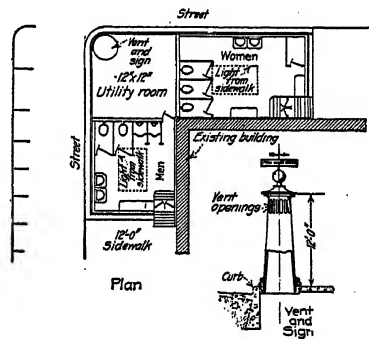 Street
Vent
and
sign
12'x12"
Utility room
Women
Light
from
sidewalk
Existing building
Street
Light
from
sidewalk
Men
Vent
openings
12'-0"
12'-0"
Sidewalk
Curb
Plan
Vent
and
Sign